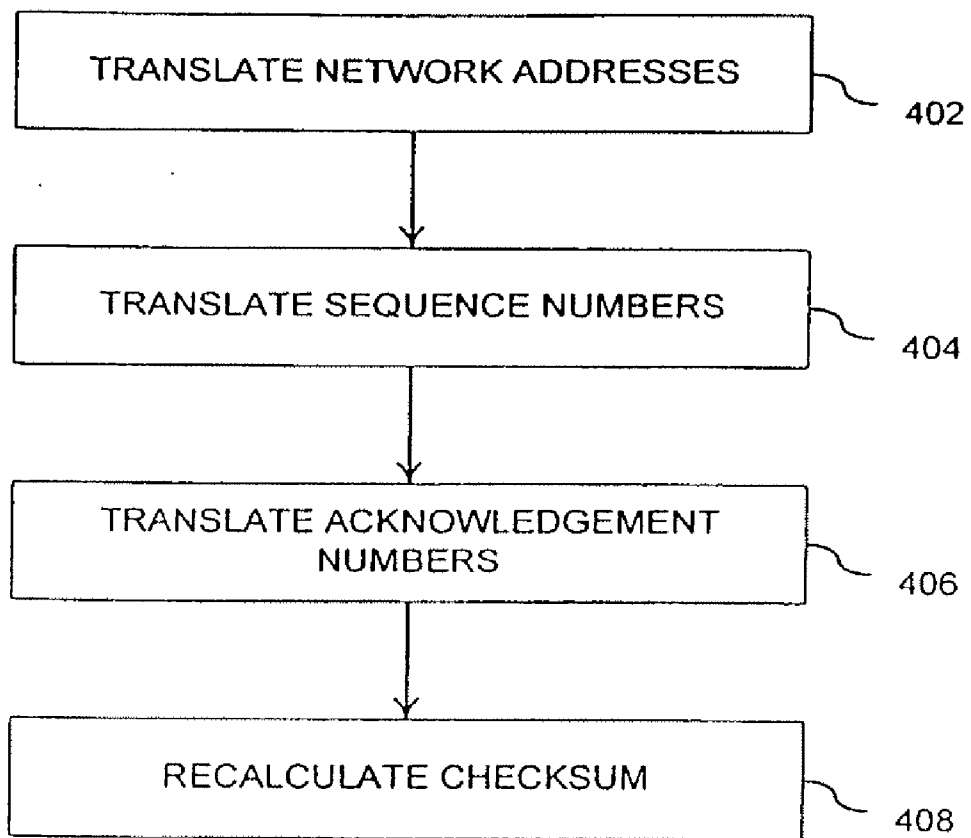 TRANSLATE NETWORK ADDRESSES
402
TRANSLATE SEQUENCE NUMBERS
404
TRANSLATE ACKNOWLEDGEMENT
NUMBERS
406
RECALCULATE CHECKSUM
408